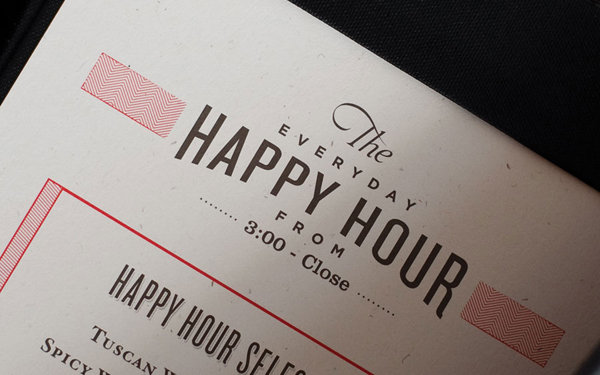 The
EVERYDAY
HAPPY HOUR
FROM
3:00 - Close
HAPPY HOUR
TUSCAN
SPICY